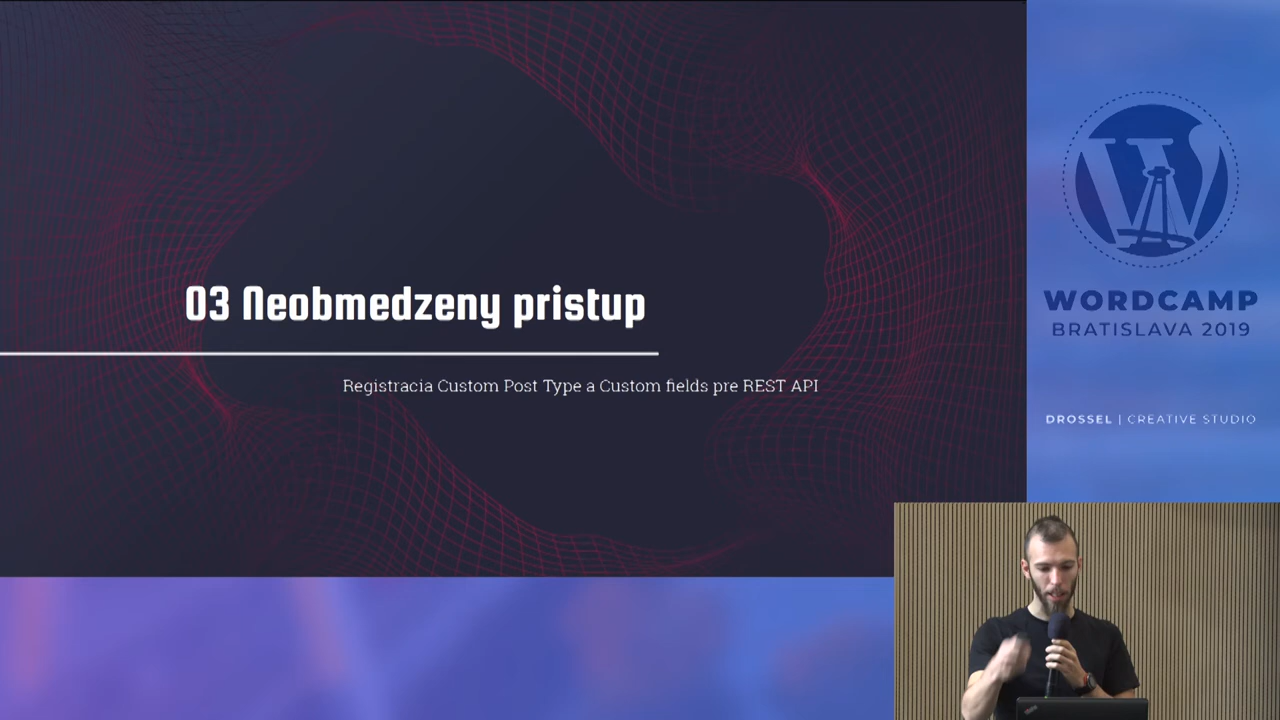 03 Neobmedzeny pristup
Registracia Custom Post Type a Custom fields pre REST API
WORDCAMP
BRATISLAVA 2019
DROSSEL | CREATIVE STUDIO